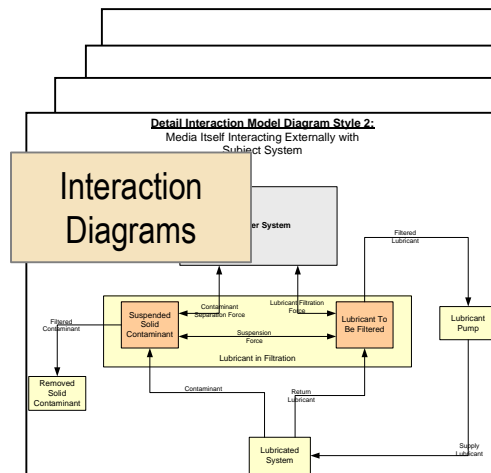 Detail Interaction Model Diagram Style 2:
Media Itself Interacting Externally with
Subject System
Interaction
Diagrams
System
Filtered
Lubricant
Contaminant
Separation Force
Lubricant Filtration
Force
Suspended
Solid
Contaminant
Lubricant To
Be Filtered
Lubricant
Pump
Filtered
Contaminant
Suspension
Force
Lubricant in Filtration
Removed
Solid
Contaminant
Contaminant
Return
Lubricant
Lubricated
System
Supply
Lubricant